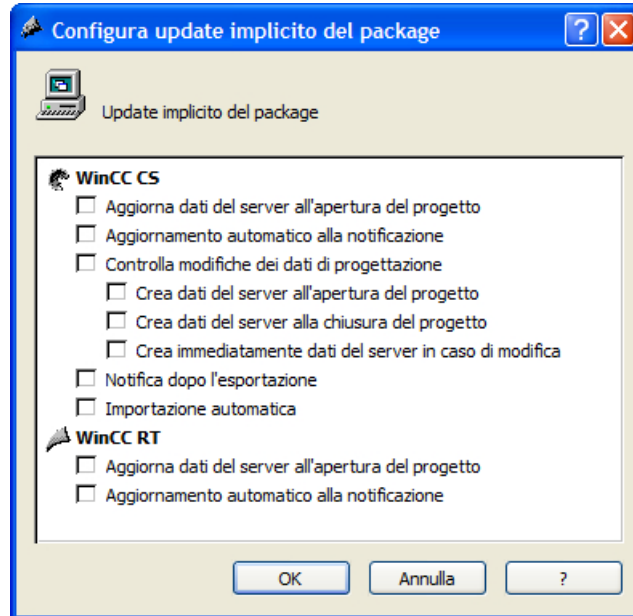 Configura update implicito del package
Update implicito del package
WinCC CS
Aggiorna dati del server all'apertura del progetto
Aggiornamento automatico alla notificazione
Controlla modifiche dei dati di progettazione
Crea dati del server all'apertura del progetto
Crea dati del server alla chiusura del progetto
Crea immediatamente dati del server in caso di modifica
Notifica dopo l'esportazione
Importazione automatica
WinCC RT
Aggiorna dati del server all'apertura del progetto
Aggiornamento automatico alla notificazione
OK Annulla ?